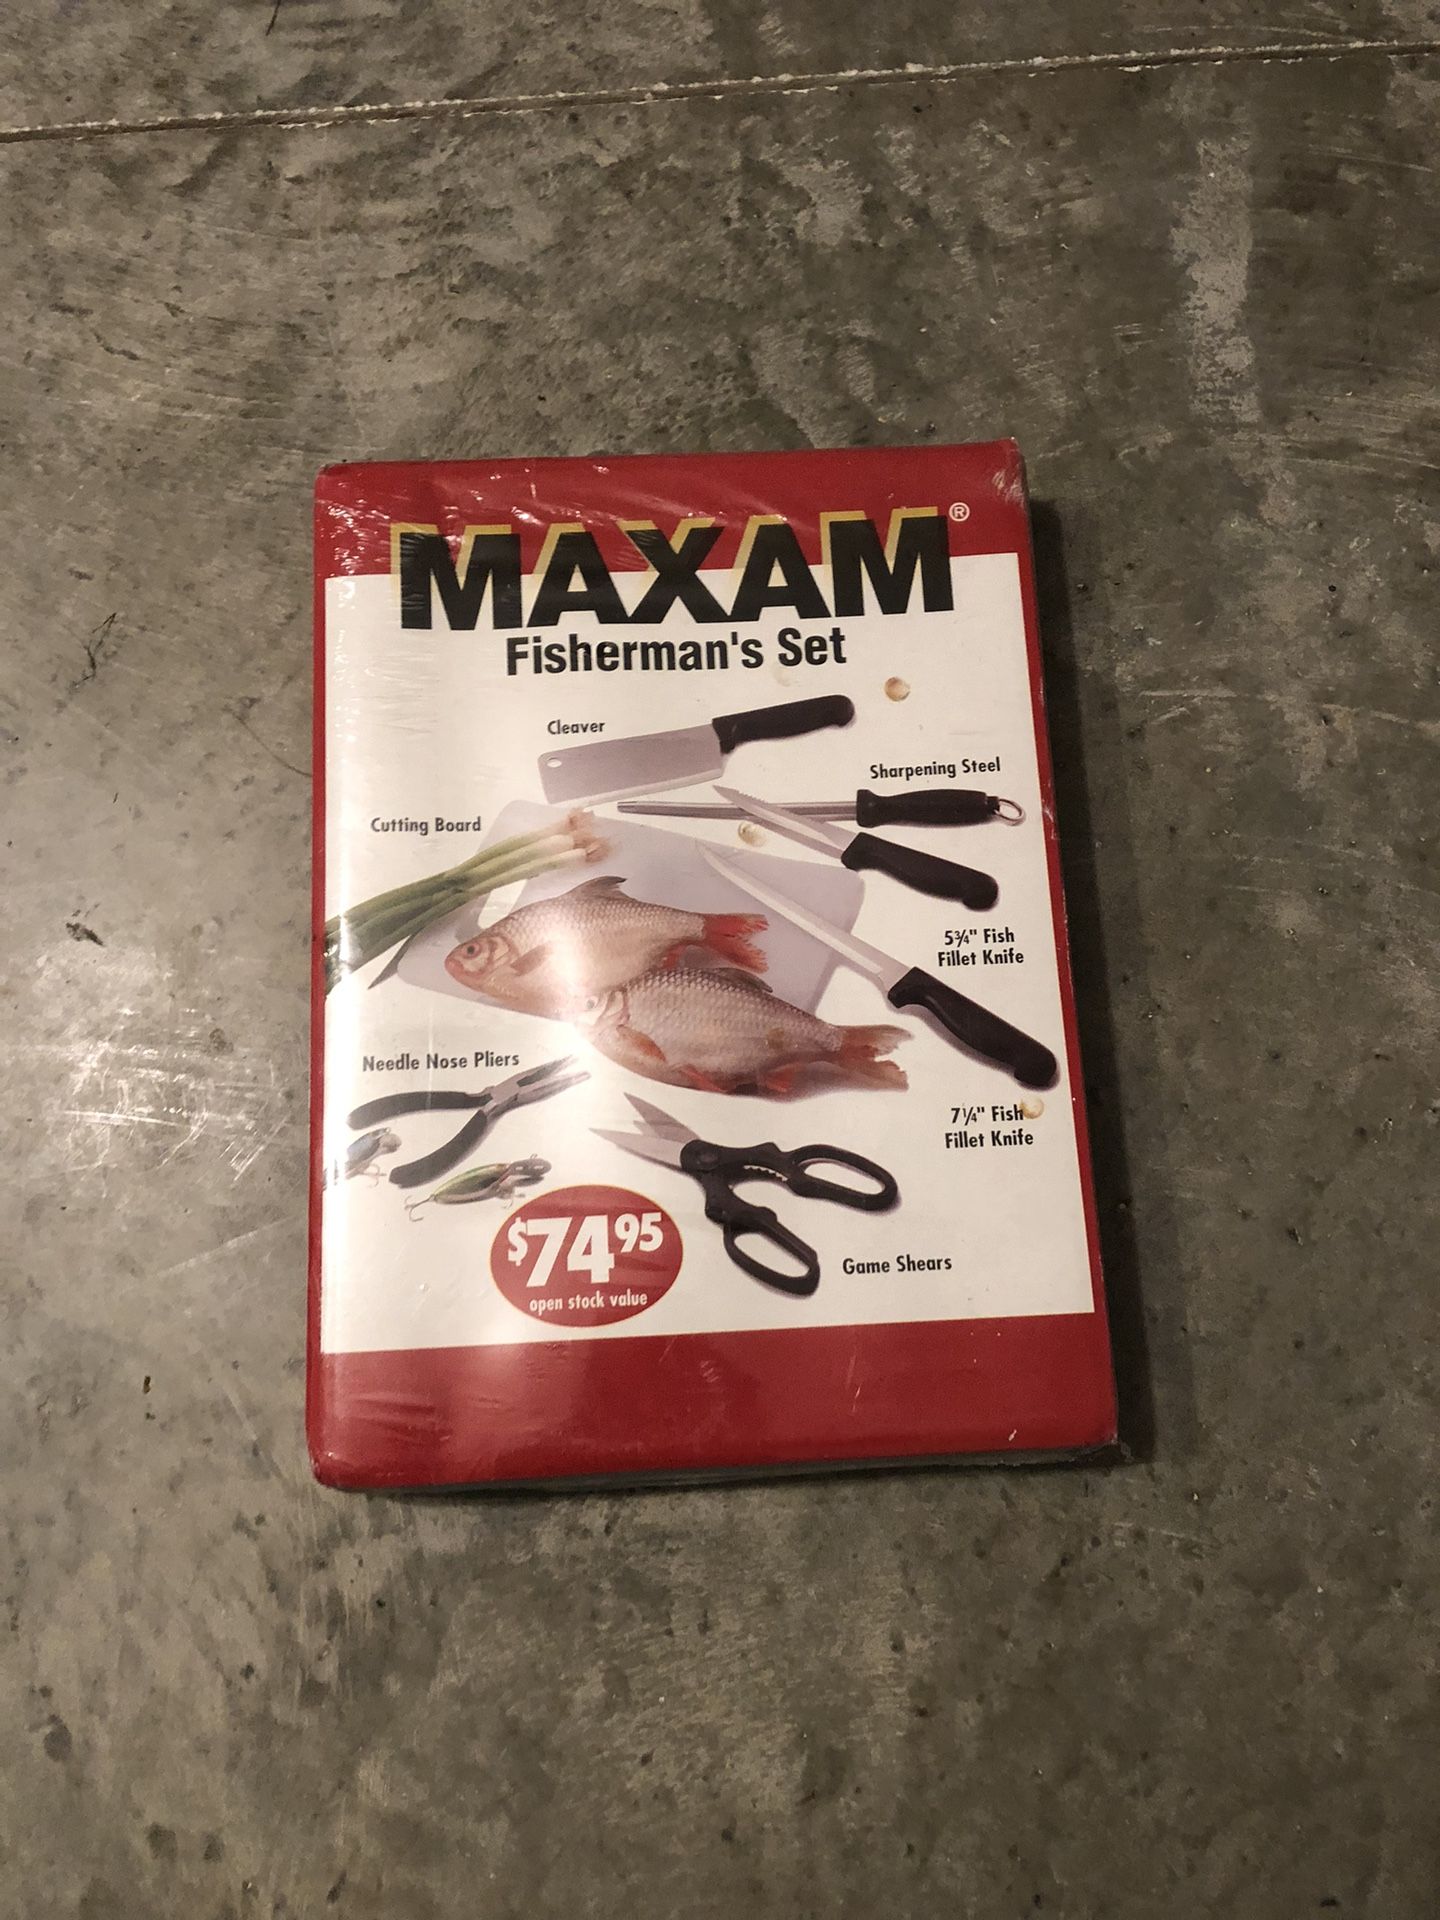 MAXAM®
Fisherman's Set
Cleaver
Sharpening Steel
Cutting Board
5¾" Fish
Fillet Knife
Needle Nose Pliers
7¼" Fish
Fillet Knife
$74.95
open stock value
Game Shears